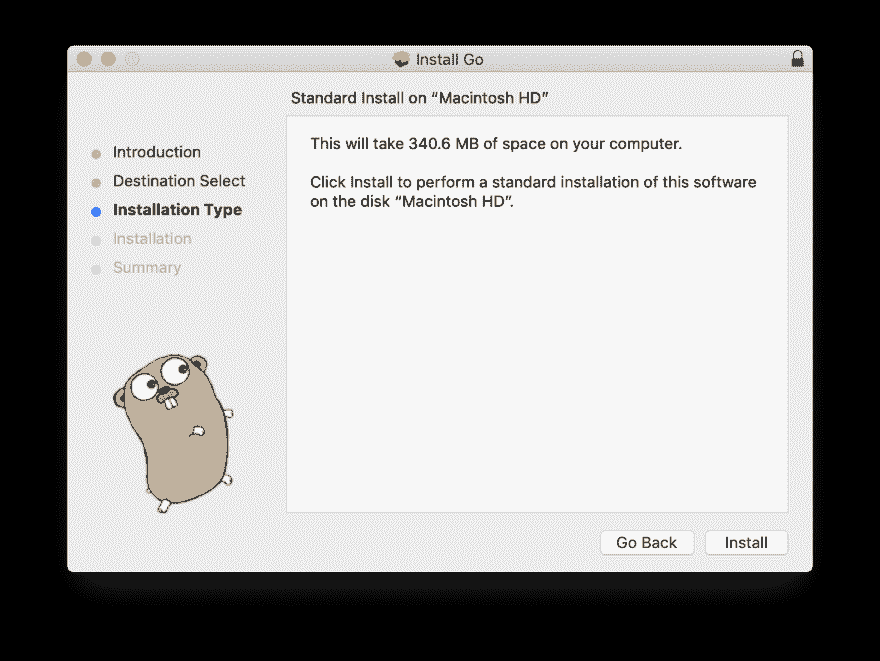 Install Go
Standard Install on “Macintosh HD”
Introduction
Destination Select
Installation Type
Installation
Summary
This will take 340.6 MB of space on your computer.
Click Install to perform a standard installation of this software
on the disk “Macintosh HD”.
Go Back
Install